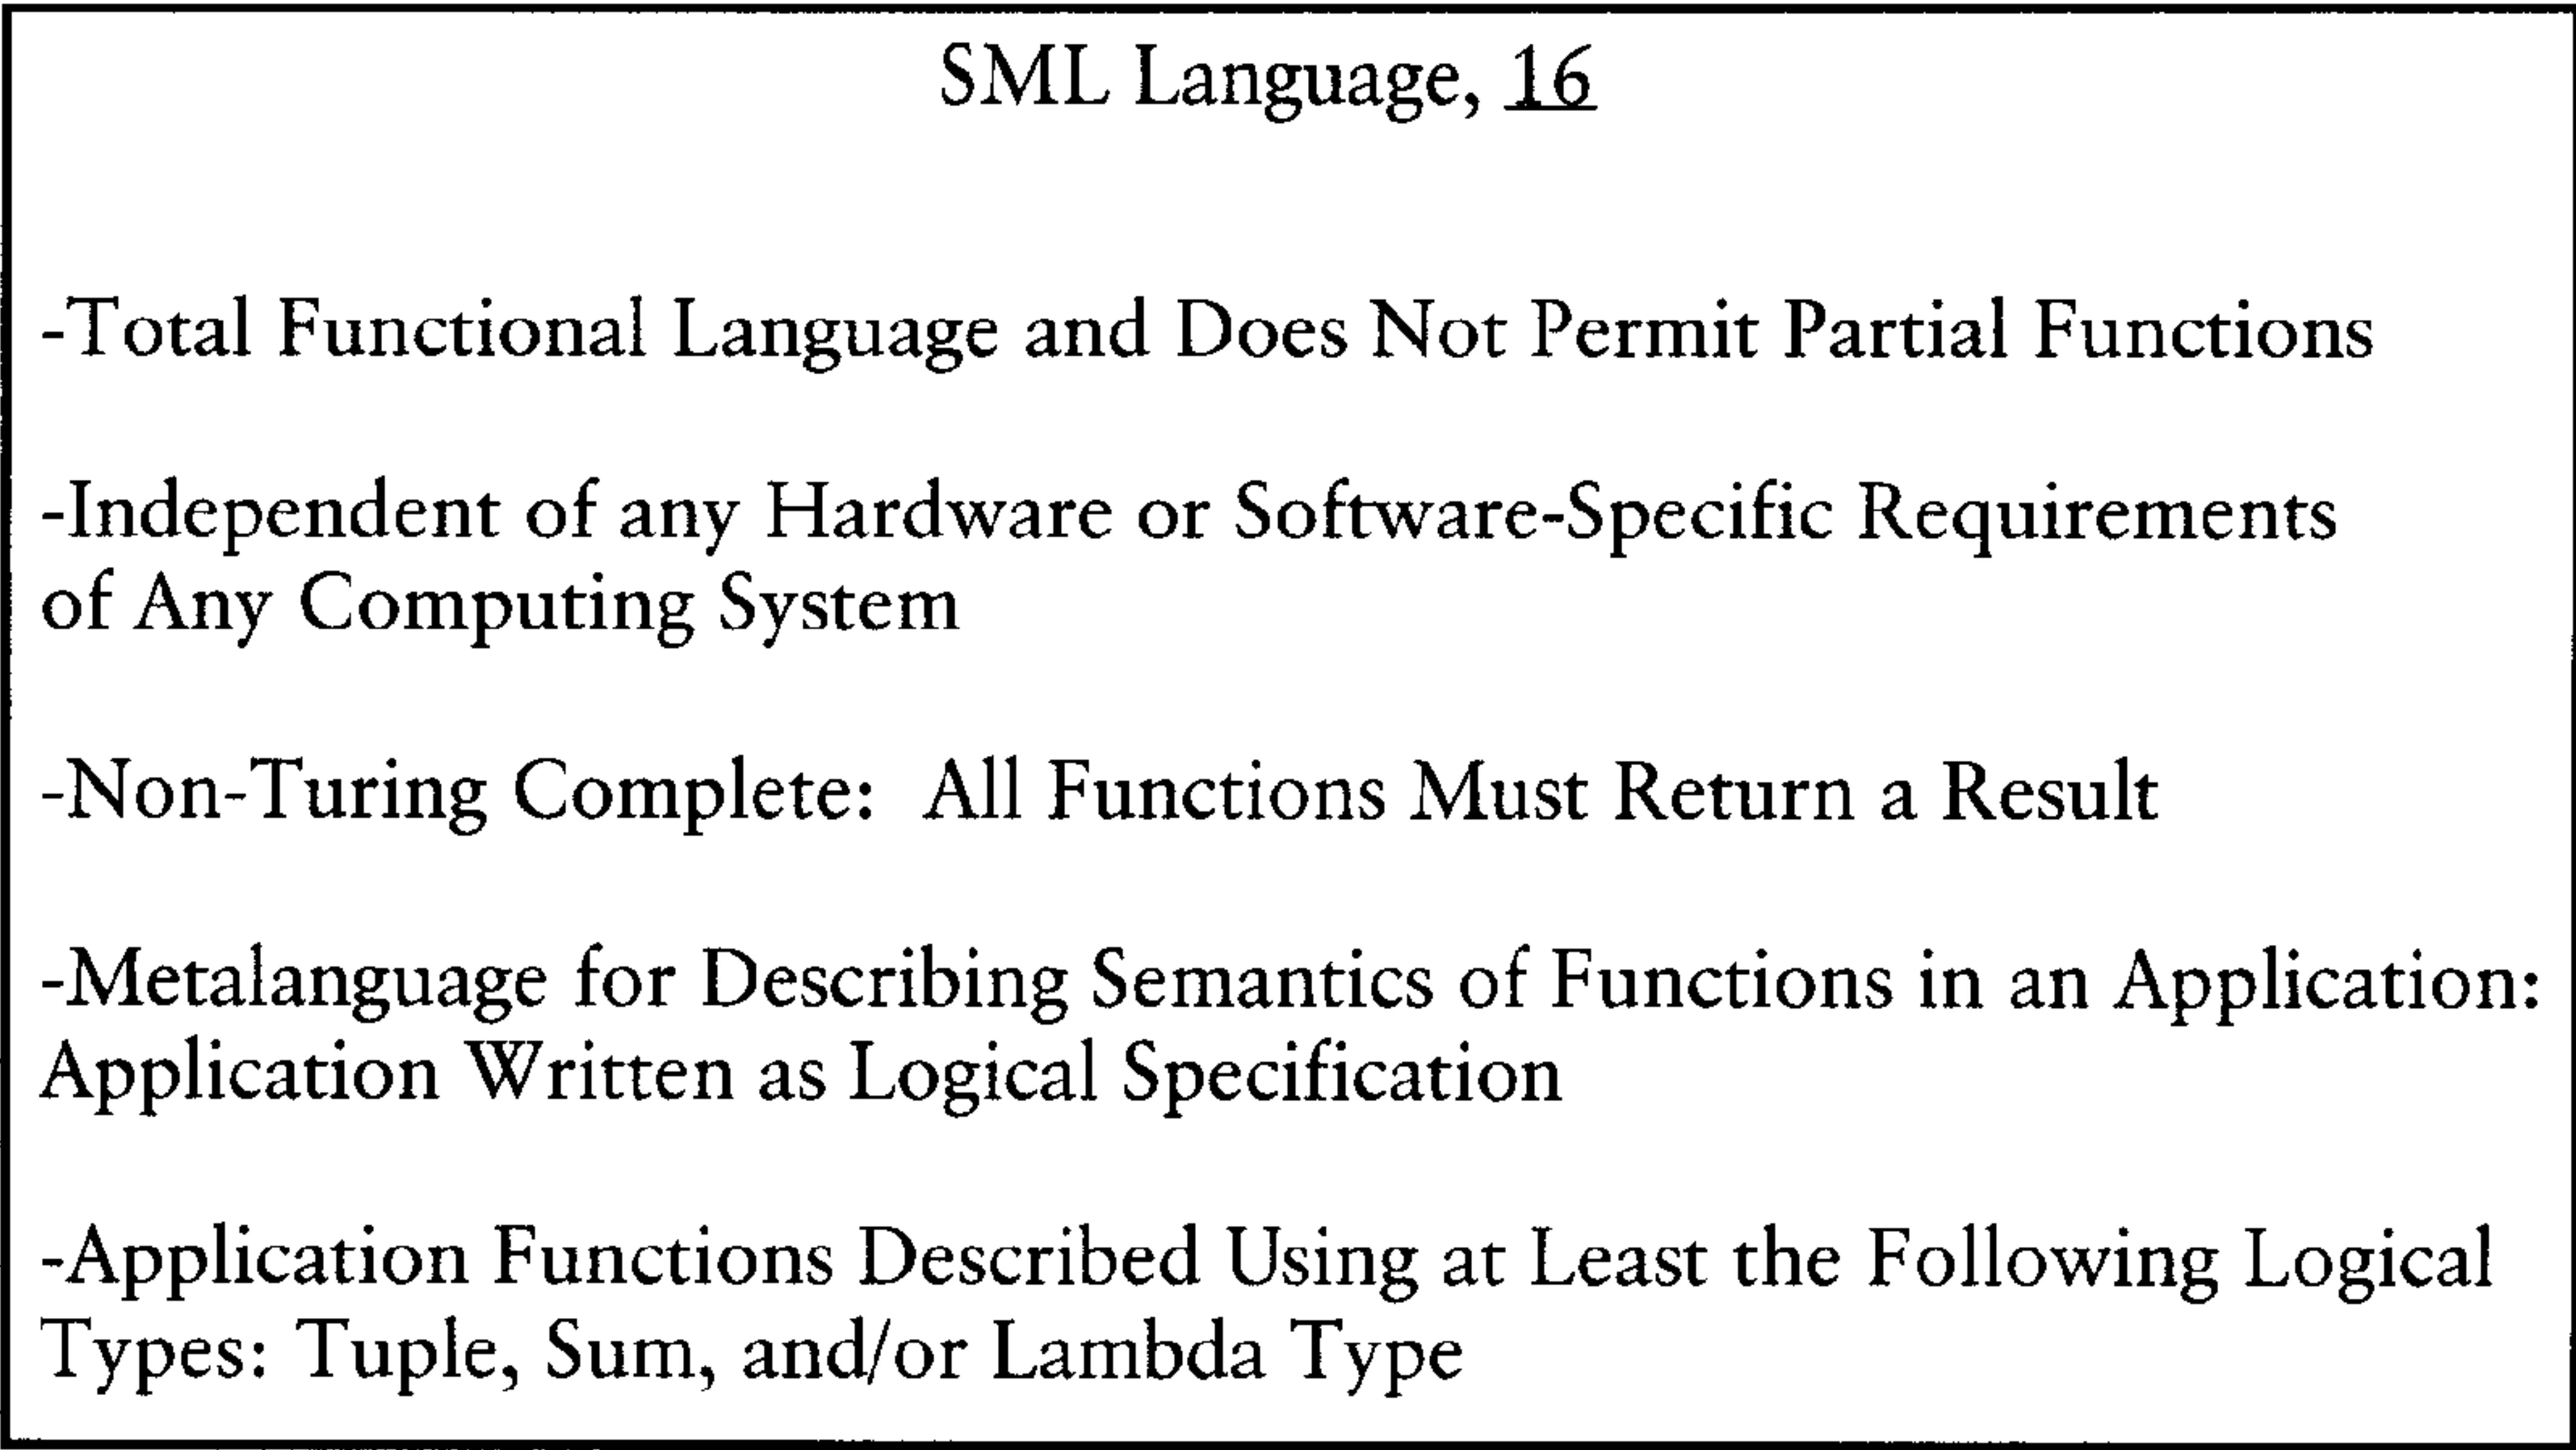 SML Language, 16
-Total Functional Language and Does Not Permit Partial Functions
-Independent of any Hardware or Software-Specific Requirements
of Any Computing System
-Non-Turing Complete:  All Functions Must Return a Result
-Metalanguage for Describing Semantics of Functions in an Application:
Application Written as Logical Specification
-Application Functions Described Using at Least the Following Logical
Types: Tuple, Sum, and/or Lambda Type